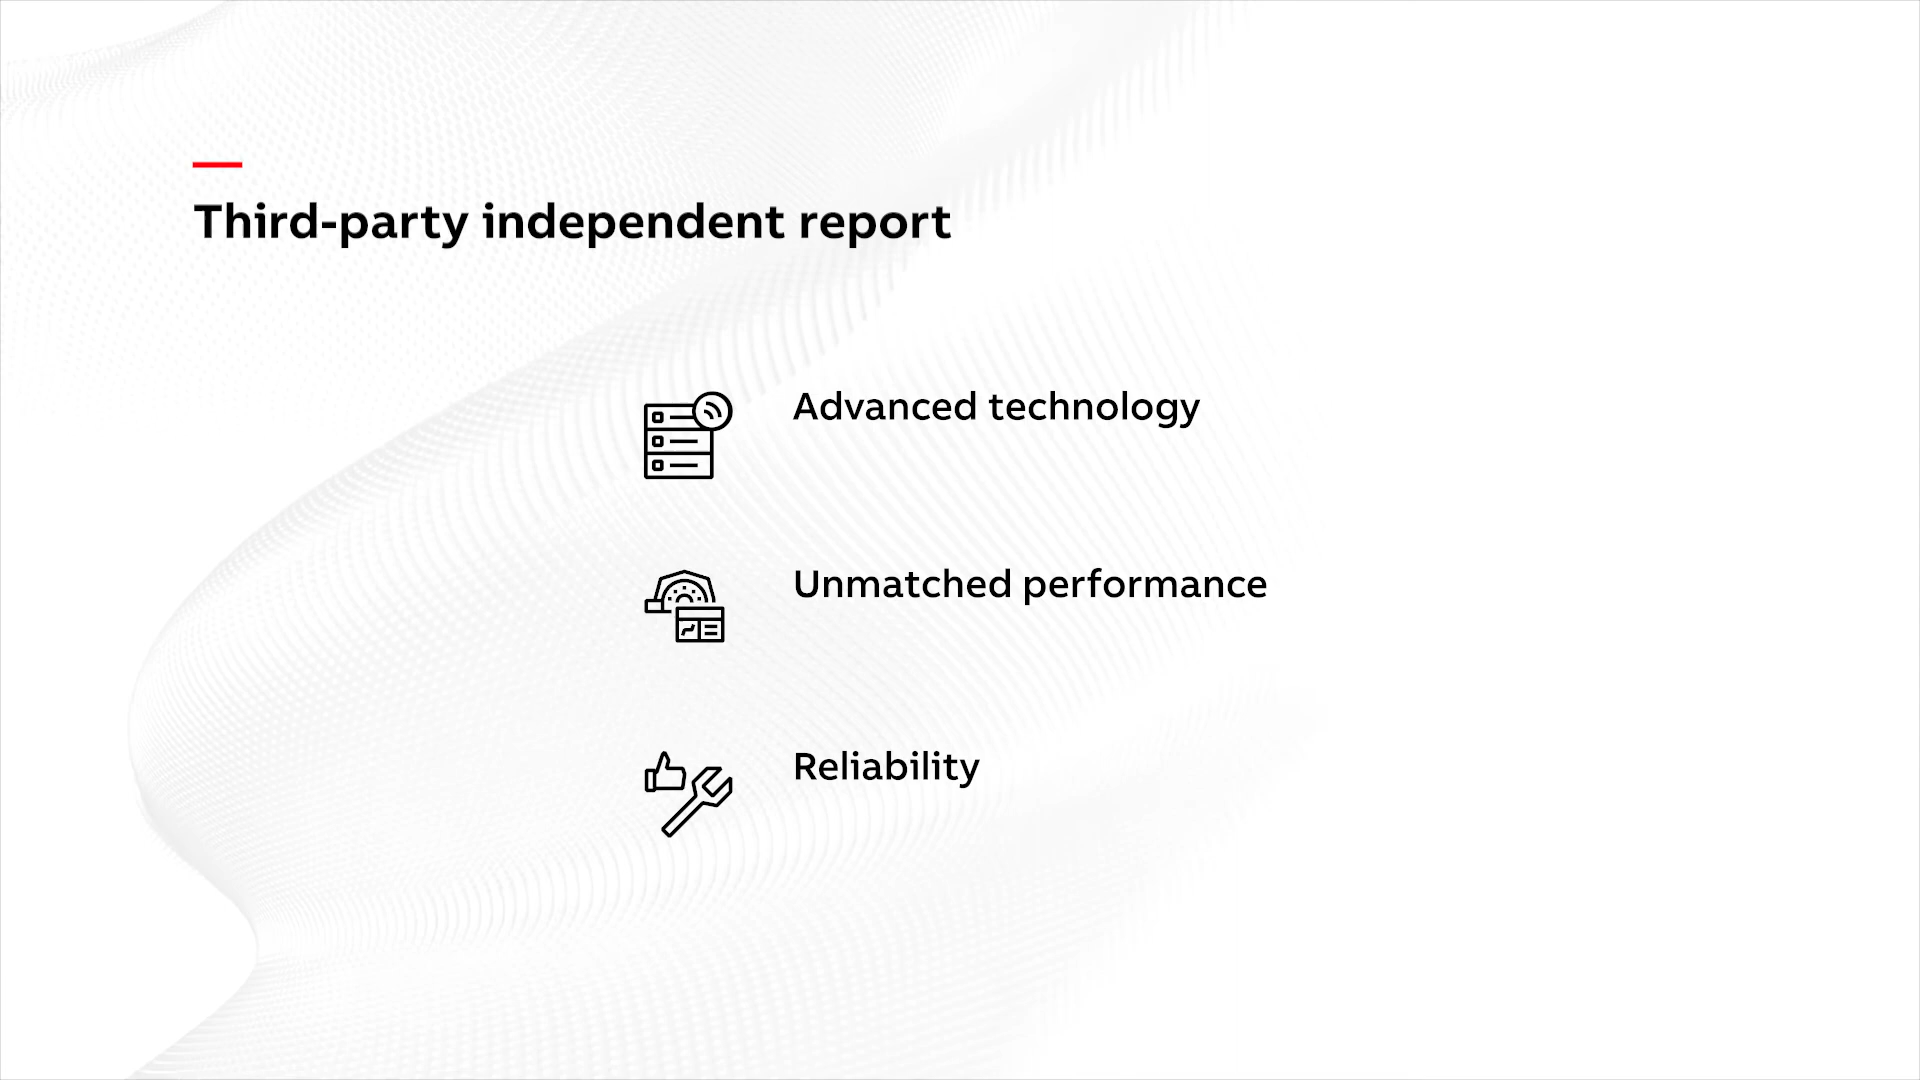 Third-party independent report
Advanced technology
Unmatched performance
Reliability